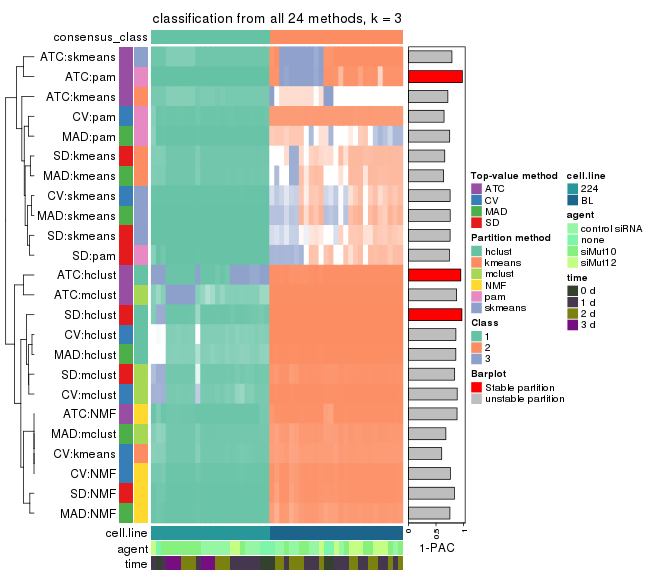 classification from all 24 methods, k = 3
consensus_class
ATC:skmeans
ATC:pam
ATC:kmeans
CV:pam
MAD:pam
SD:kmeans
MAD:kmeans
CV:skmeans
MAD:skmeans
SD:skmeans
SD:pam
ATC:hclust
ATC:mclust
SD:hclust
CV:hclust
MAD:hclust
SD:mclust
CV:mclust
ATC:NMF
MAD:mclust
CV:kmeans
CV:NMF
SD:NMF
MAD:NMF
cell.line
agent
time
0
0.5
1
1-PAC
Top-value method
ATC
CV
MAD
SD
Partition method
hclust
kmeans
mclust
NMF
pam
skmeans
Class
1
2
3
Barplot
Stable partition
unstable partition
cell.line
224
BL
agent
control siRNA
none
siMut10
siMut12
time
0 d
1 d
2 d
3 d